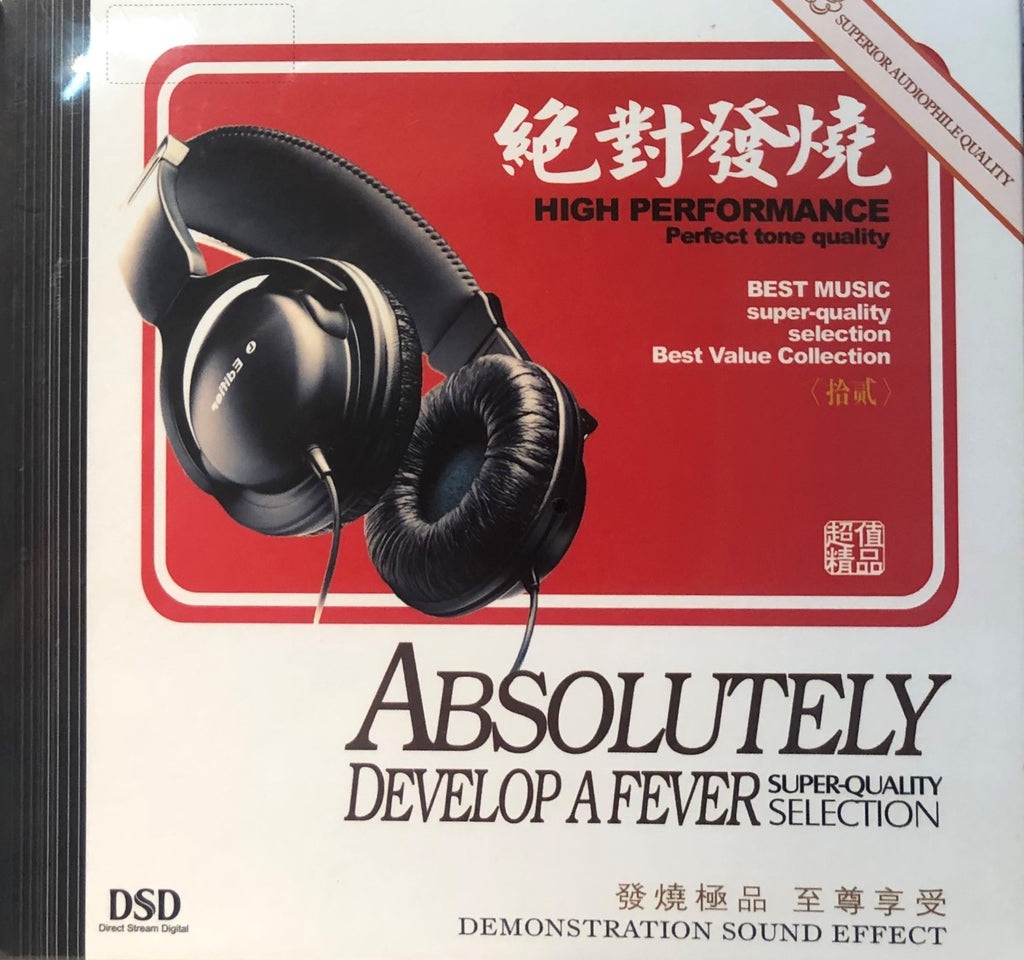 SUPERIOR AUDIOPHILE QUALITY
絕對發燒
HIGH PERFORMANCE
Perfect tone quality
BEST MUSIC
super-quality
selection
Best Value Collection
〈拾贰〉
Edifier
超值
精品
ABSOLUTELY
DEVELOP A FEVER SUPER-QUALITY
SELECTION
DSD
Direct Stream Digital
發燒極品 至尊享受
DEMONSTRATION SOUND EFFECT